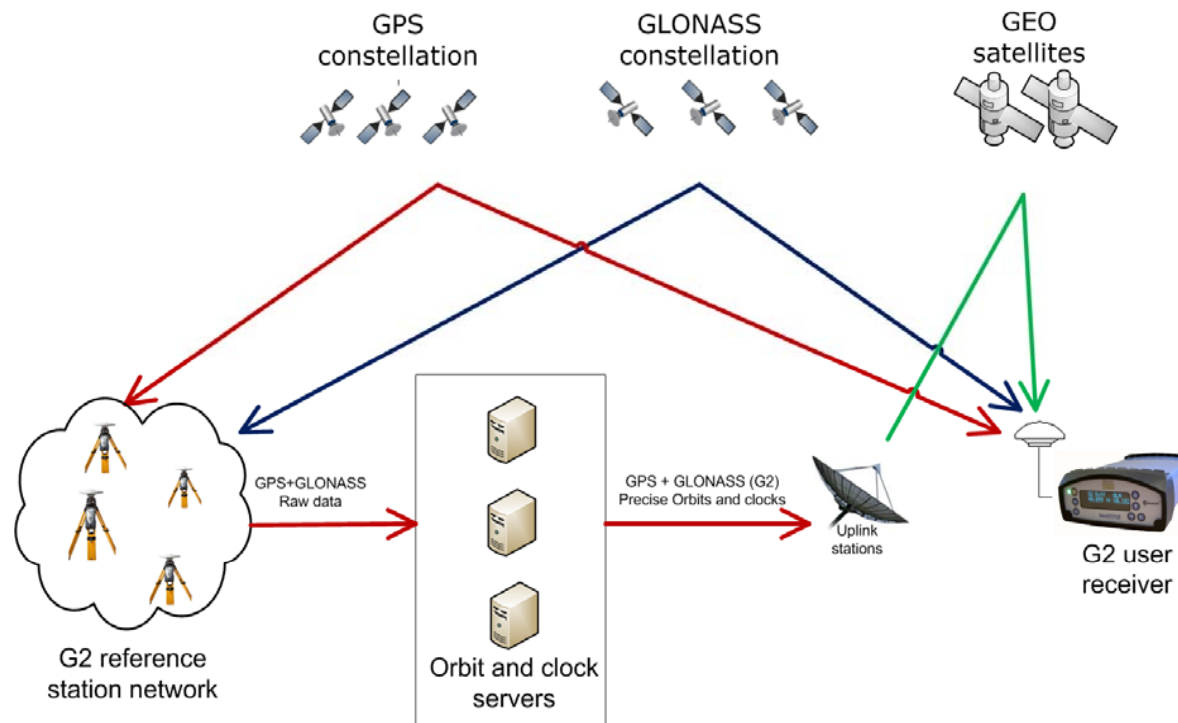 GPS
constellation
GLONASS
constellation
GEO
satellites
GPS+GLONASS
Raw data
GPS + GLONASS (G2)
Precise Orbits and clocks
Uplink
stations
G2 user
receiver
G2 reference
station network
Orbit and clock
servers